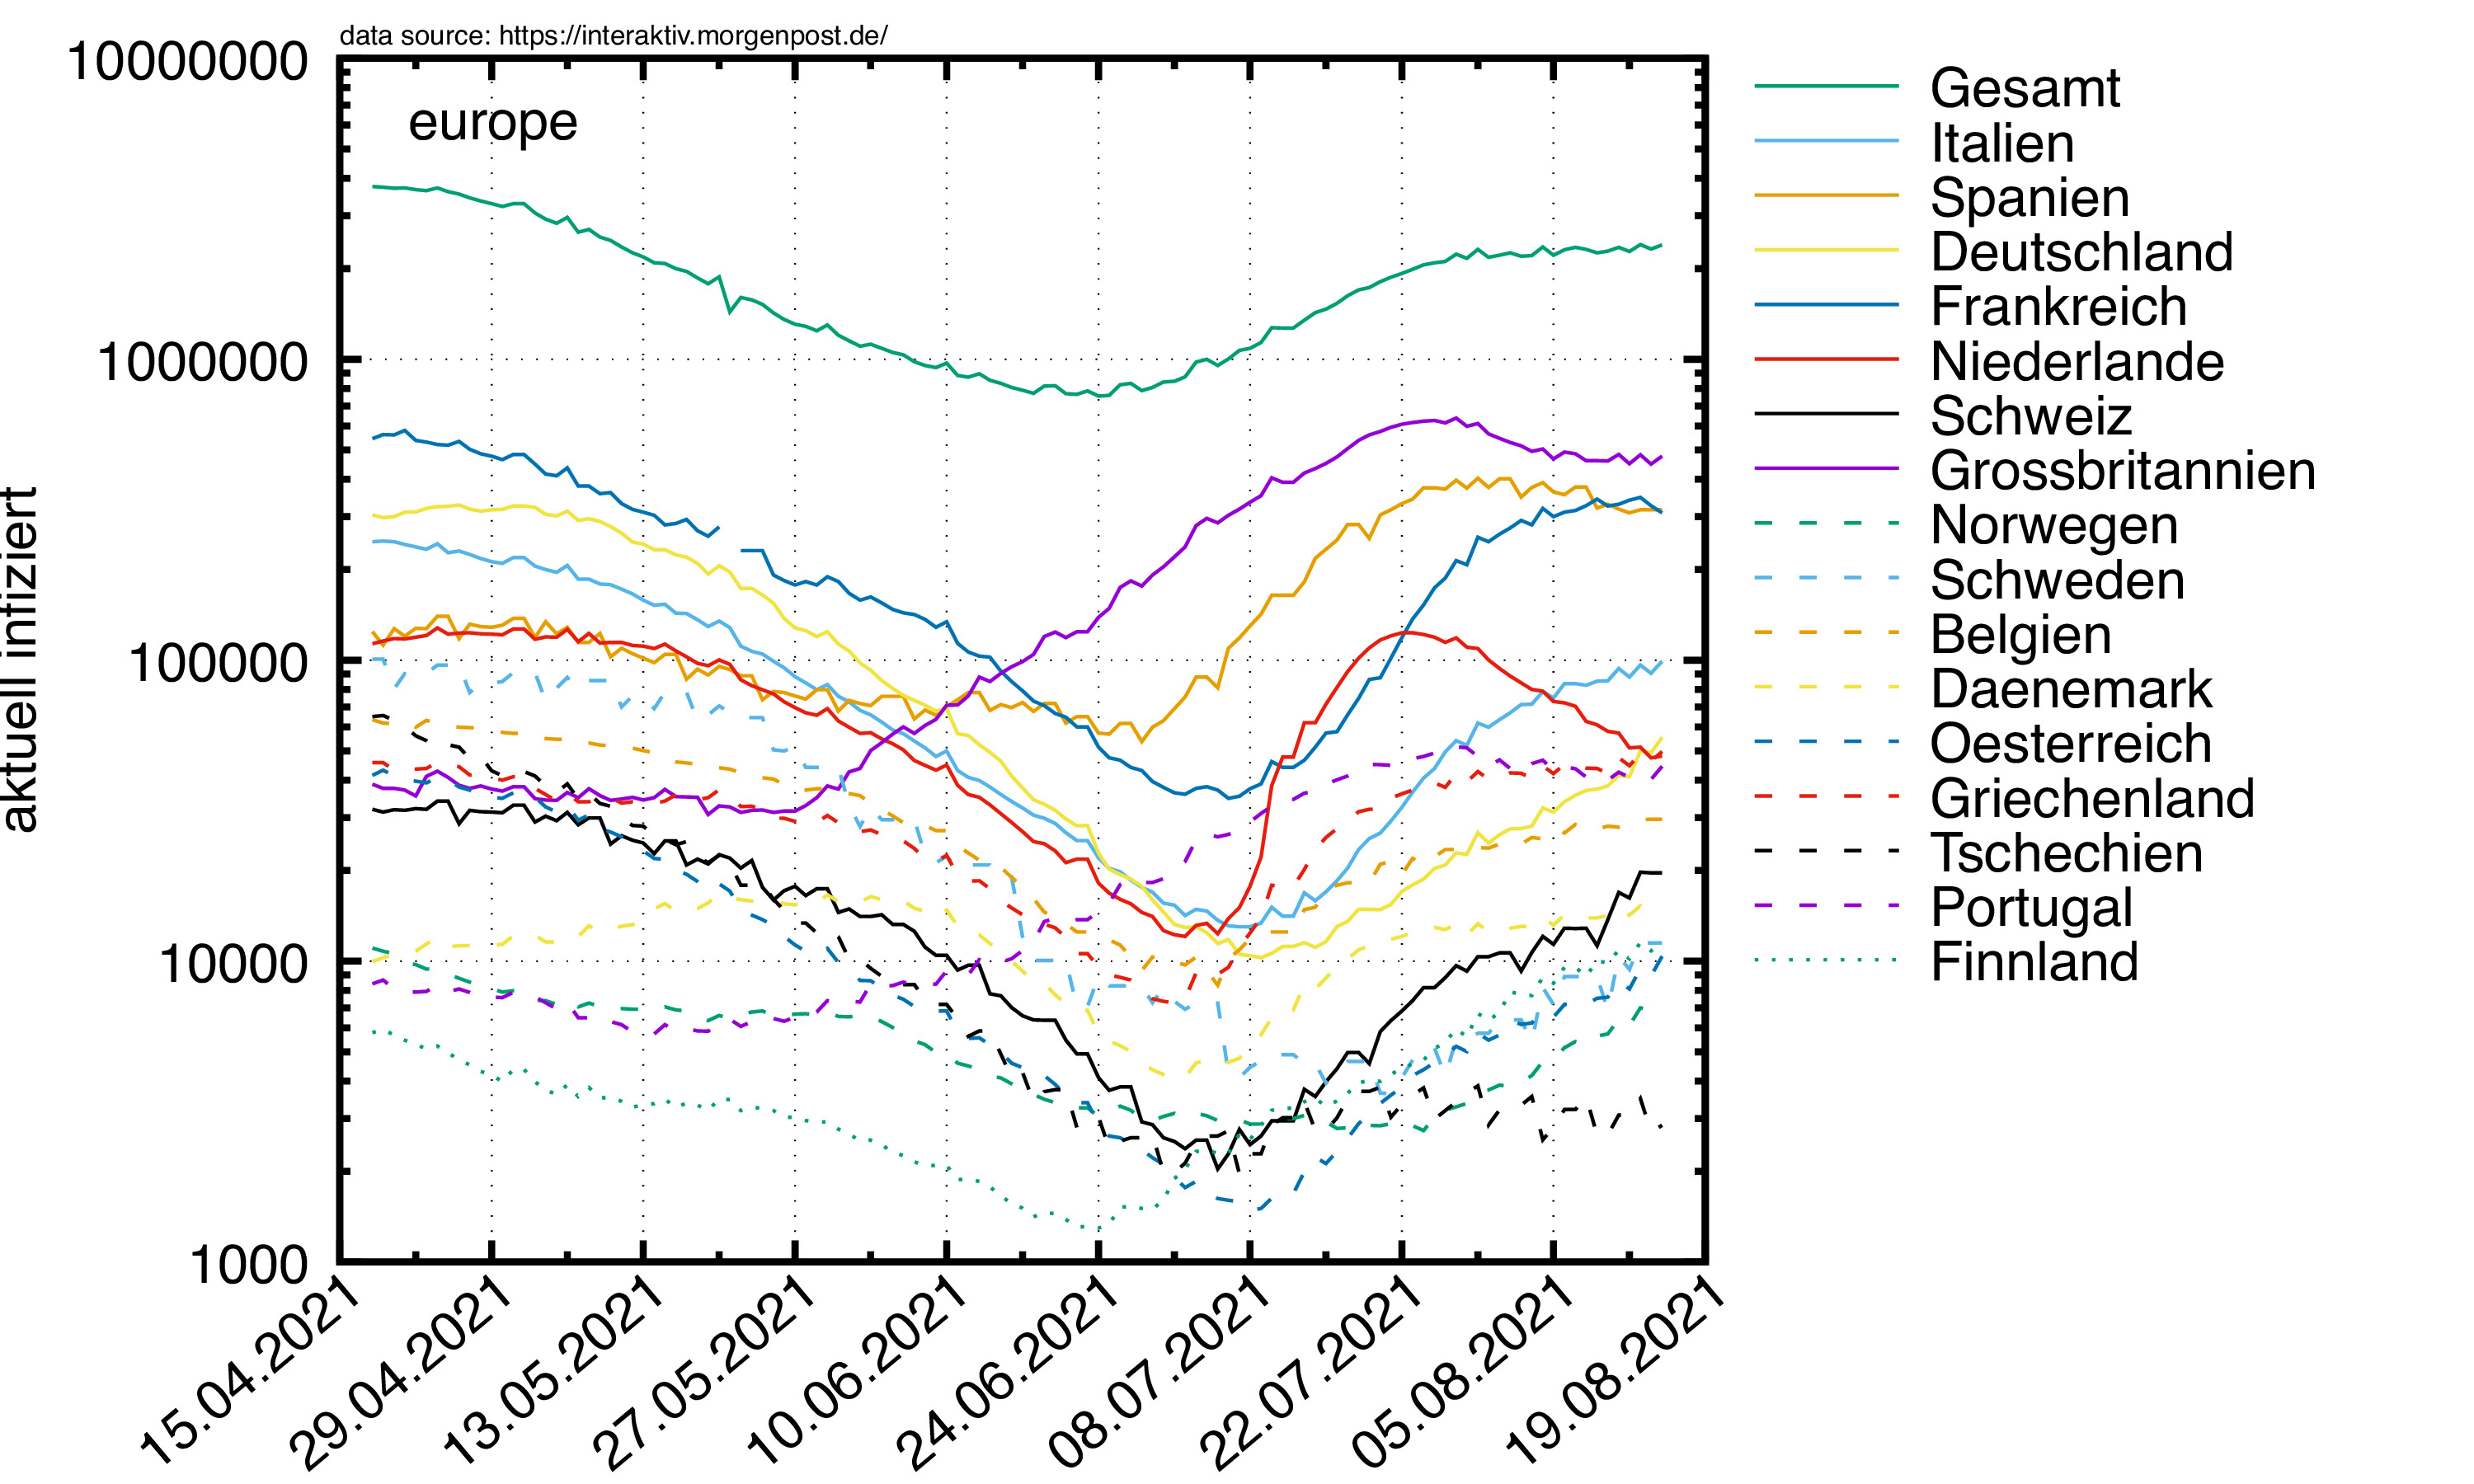 data source: https://interaktiv.morgenpost.de/
europe
aktuell infiziert
10000000
1000000
100000
10000
1000
15.04.2021
29.04.2021
13.05.2021
27.05.2021
10.06.2021
24.06.2021
08.07.2021
22.07.2021
05.08.2021
19.08.2021
Gesamt
Italien
Spanien
Deutschland
Frankreich
Niederlande
Schweiz
Grossbritannien
Norwegen
Schweden
Belgien
Daenemark
Oesterreich
Griechenland
Tschechien
Portugal
Finnland